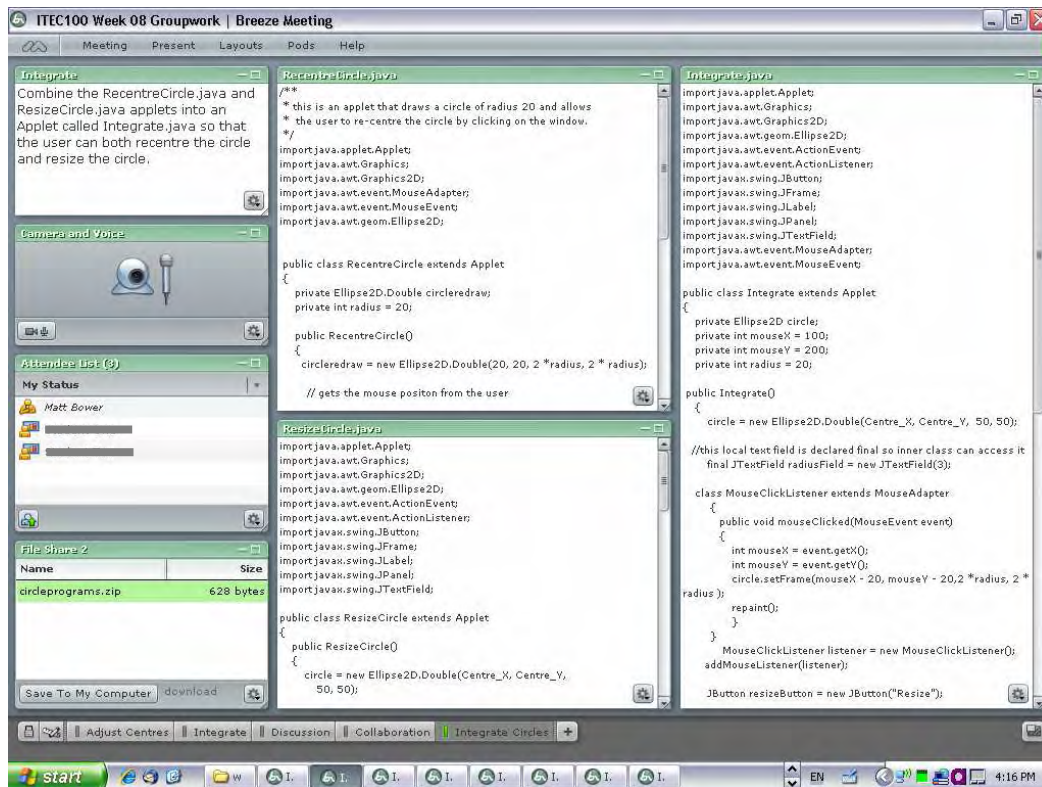 ITEC100 Week 08 Groupwork | Breeze Meeting
Meeting Present Layouts Pods Help
Integrate
Combine the RecentreCircle.java and
ResizeCircle.java applets into an
Applet called Integrate.java so that
the user can both recentre the circle
and resize the circle.
Camera and Voice
Attendee List (3)
My Status
Matt Bower
File Share 2
Name Size
circleprograms.zip 628 bytes
Save To My Computer download
RecentreCircle.java
/**
* this is an applet that draws a circle of radius 20 and allows
* the user to re-centre the circle by clicking on the window.
*/
import java.applet.Applet;
import java.awt.Graphics;
import java.awt.Graphics2D;
import java.awt.event.MouseAdapter;
import java.awt.event.MouseEvent;
import java.awt.geom.Ellipse2D;
public class RecentreCircle extends Applet
{
private Ellipse2D.Double circleredraw;
private int radius = 20;
public RecentreCircle()
{
circleredraw = new Ellipse2D.Double(20, 20, 2 *radius, 2 * radius);
// gets the mouse positon from the user
ResizeCircle.java
import java.applet.Applet;
import java.awt.Graphics;
import java.awt.Graphics2D;
import java.awt.geom.Ellipse2D;
import java.awt.event.ActionEvent;
import java.awt.event.ActionListener;
import javax.swing.JButton;
import javax.swing.JFrame;
import javax.swing.JLabel;
import javax.swing.JPanel;
import javax.swing.JTextField;
public class ResizeCircle extends Applet
{
public ResizeCircle()
{
circle = new Ellipse2D.Double(Centre_X, Centre_Y,
50, 50);
Integrate.java
import java.applet.Applet;
import java.awt.Graphics;
import java.awt.Graphics2D;
import java.awt.geom.Ellipse2D;
import java.awt.event.ActionEvent;
import java.awt.event.ActionListener;
import javax.swing.JButton;
import javax.swing.JFrame;
import javax.swing.JLabel;
import javax.swing.JPanel;
import javax.swing.JTextField;
import java.awt.event.MouseAdapter;
import java.awt.event.MouseEvent;
public class Integrate extends Applet
{
private Ellipse2D circle;
private int mouseX = 100;
private int mouseY = 200;
private int radius = 20;
public Integrate()
{
circle = new Ellipse2D.Double(Centre_X, Centre_Y, 50, 50);
//this local text field is declared final so inner class can access it
final JTextField radiusField = new JTextField(3);
class MouseClickListener extends MouseAdapter
{
public void mouseClicked(MouseEvent event)
{
int mouseX = event.getX();
int mouseY = event.getY();
circle.setFrame(mouseX - 20, mouseY - 20,2 *radius, 2 *
radius );
repaint();
}
}
MouseClickListener listener = new MouseClickListener();
addMouseListener(listener);
JButton resizeButton = new JButton("Resize");
Adjust Centres Integrate Discussion Collaboration Integrate Circles +
start w I. I. I. I. I. I. I. I. EN 4:16 PM